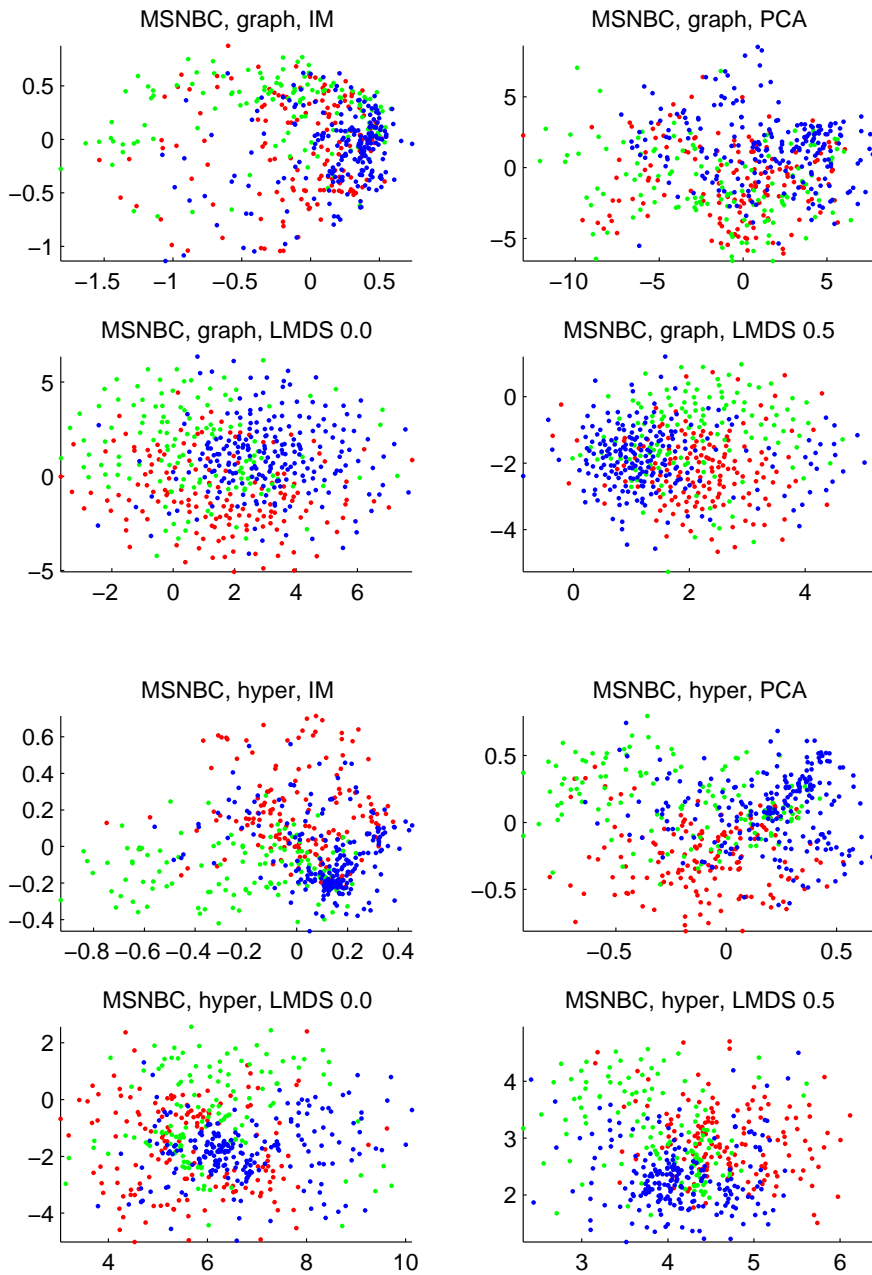 MSNBC, graph, IM
0.5
0
−0.5
−1
−1.5 −1 −0.5 0 0.5
MSNBC, graph, PCA
5
0
−5
−10 −5 0 5
MSNBC, graph, LMDS 0.0
5
0
−5
−2 0 2 4 6
MSNBC, graph, LMDS 0.5
0
−2
−4
0 2 4
MSNBC, hyper, IM
0.6
0.4
0.2
0
−0.2
−0.4
−0.8 −0.6 −0.4 −0.2 0 0.2 0.4
MSNBC, hyper, PCA
0.5
0
−0.5
−0.5 0 0.5
MSNBC, hyper, LMDS 0.0
2
0
−2
−4
4 6 8 10
MSNBC, hyper, LMDS 0.5
4
3
2
3 4 5 6